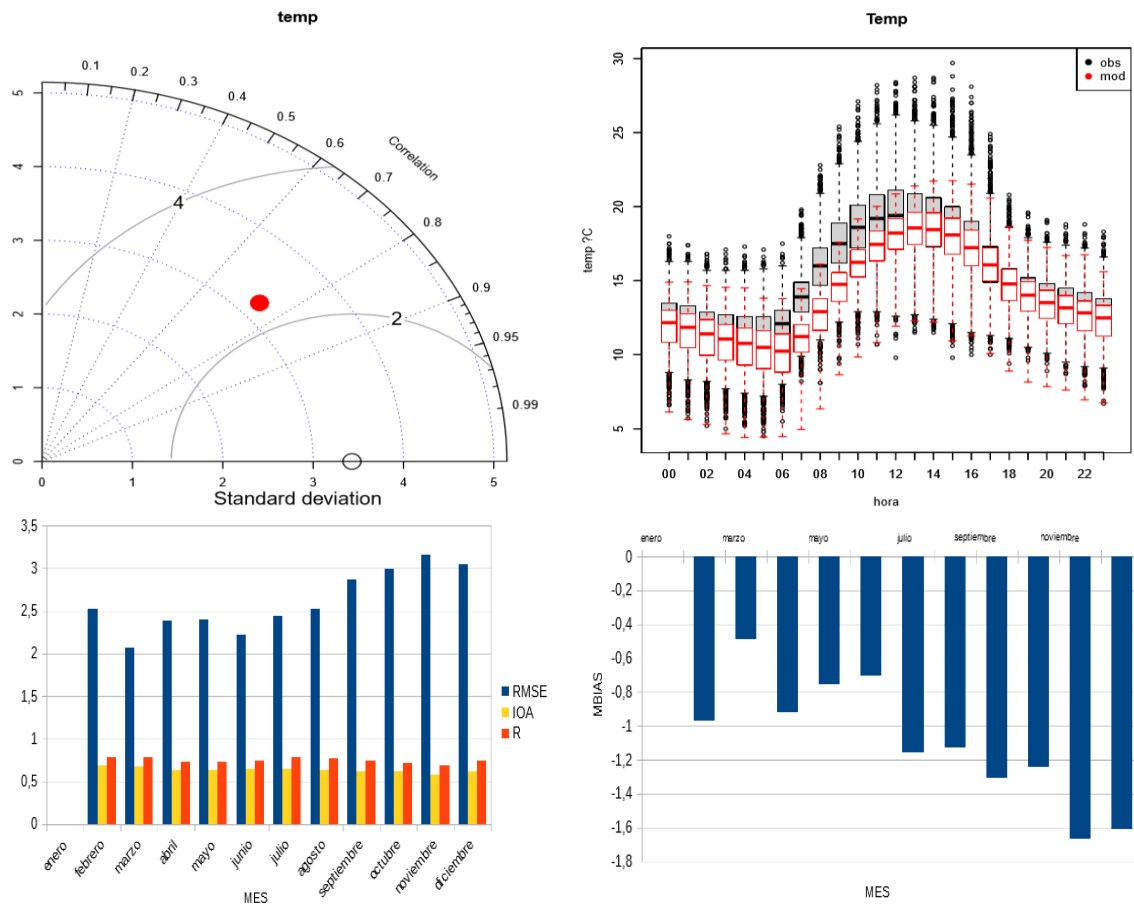 temp
0.1
0.2
0.3
0.4
0.5
0.6
0.7
0.8
0.9
0.95
0.99
Correlation
4
2
5
4
3
2
1
0
0 1 2 3 4 5
Standard deviation
Temp
obs
mod
temp ?C
30
25
20
15
10
5
00 02 04 06 08 10 12 14 16 18 20 22
hora
3,5
3
2,5
2
1,5
1
0,5
0
RMSE
IOA
R
enero febrero marzo abril mayo junio julio agosto septiembre octubre noviembre diciembre
MES
enero marzo mayo julio septiembre noviembre
0
-0,2
-0,4
-0,6
-0,8
-1
-1,2
-1,4
-1,6
-1,8
MBIAS
MES